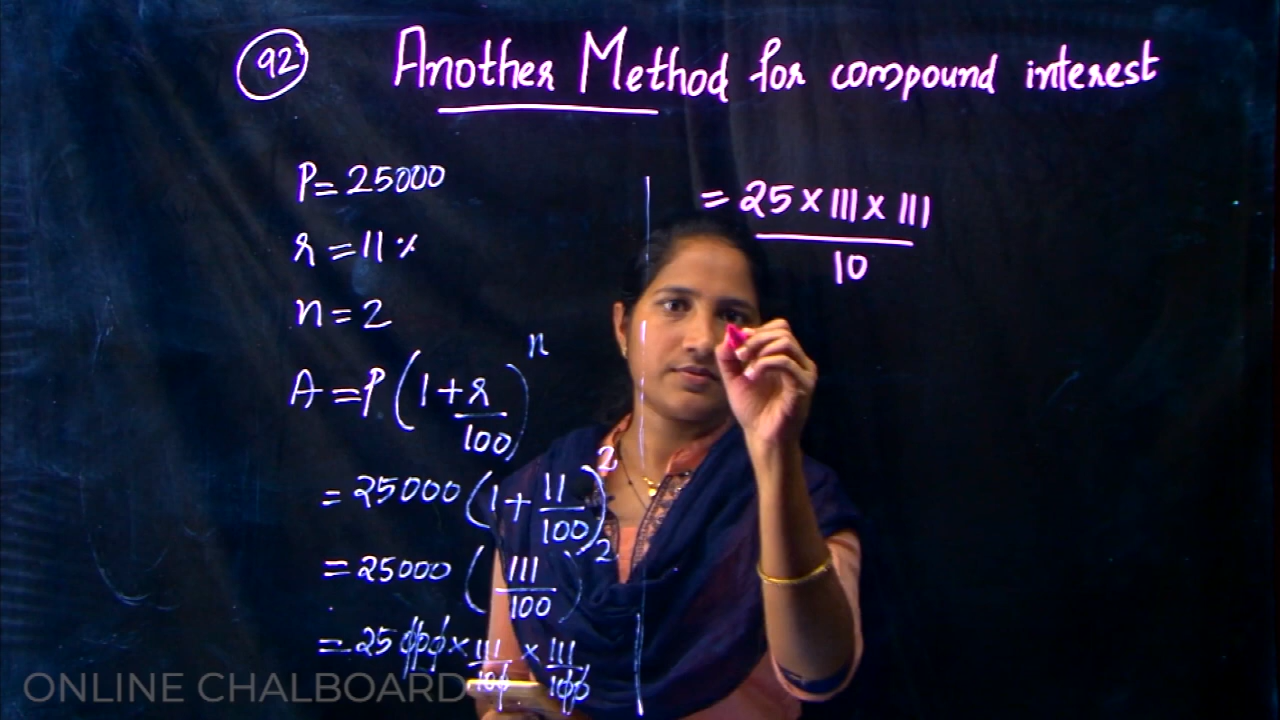 92 Another Method for compound interest
P = 25000
r = 11 %
n = 2
A = P ( 1 + r/100 )^n
= 25000 ( 1 + 11/100 )^2
= 25000 ( 111/100 )^2
= 25000 × 111/100 × 111/100
= 25 × 111 × 111 / 10
ONLINE CHALBOARD